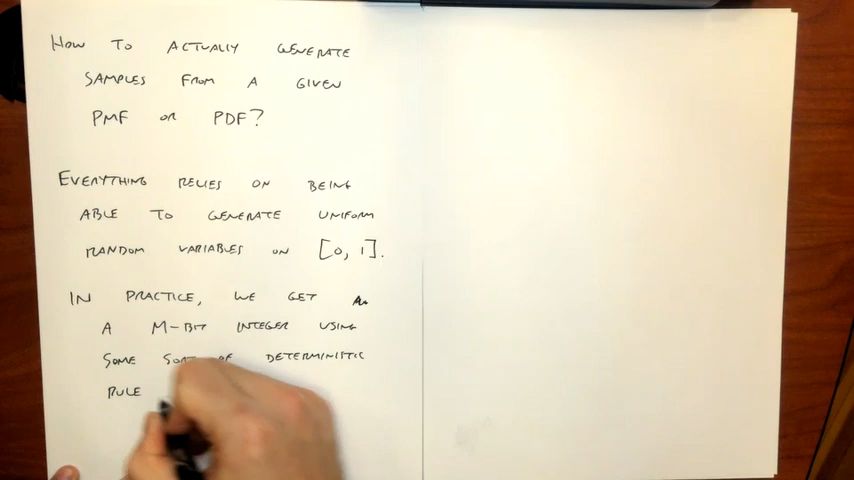 HOW TO ACTUALLY GENERATE
SAMPLES FROM A GIVEN
PMF OR PDF?
EVERYTHING RELIES ON BEING
ABLE TO GENERATE UNIFORM
RANDOM VARIABLES ON [0, 1].
IN PRACTICE, WE GET
A M-BIT INTEGER USING
SOME SORT OF DETERMINISTIC
RULE